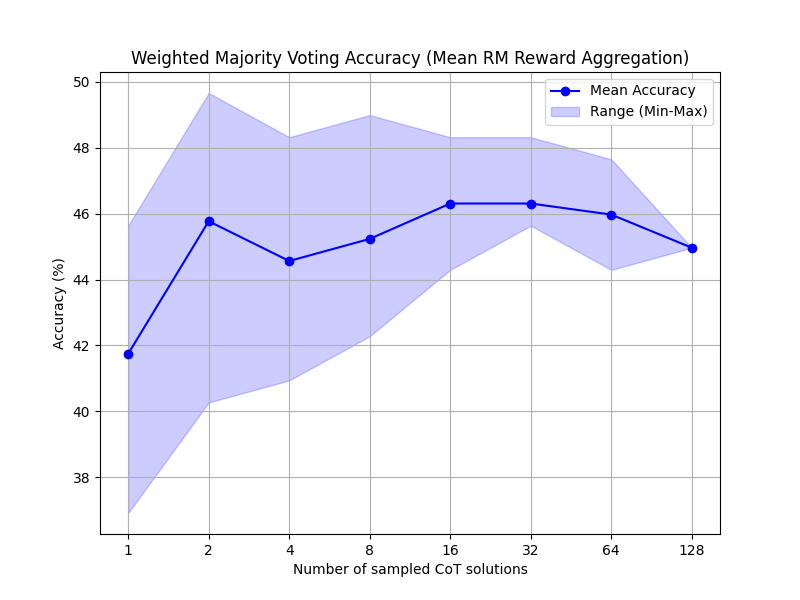 Weighted Majority Voting Accuracy (Mean RM Reward Aggregation)
Mean Accuracy
Range (Min-Max)
50
48
46
44
42
40
38
Accuracy (%)
1 2 4 8 16 32 64 128
Number of sampled CoT solutions